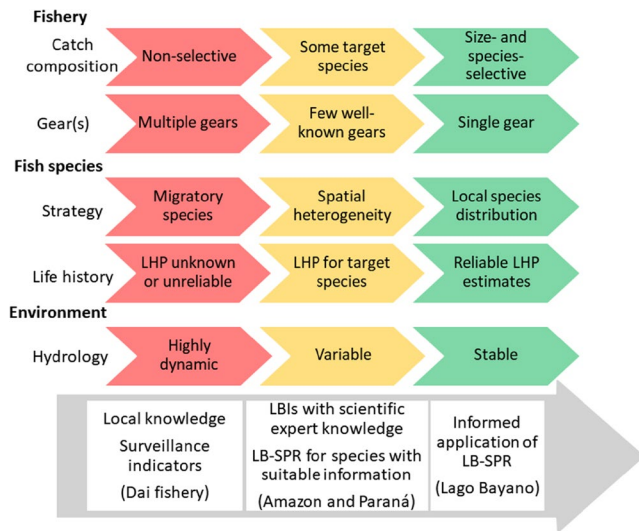 Fishery
Catch
composition
Non-selective
Some target
species
Size- and
species-
selective
Gear(s)
Multiple gears
Few well-
known gears
Single gear
Fish species
Strategy
Migratory
species
Spatial
heterogeneity
Local species
distribution
Life history
LHP unknown
or unreliable
LHP for target
species
Reliable LHP
estimates
Environment
Hydrology
Highly
dynamic
Variable
Stable
Local knowledge
Surveillance
indicators
(Dai fishery)
LBIs with scientific
expert knowledge
LB-SPR for species with
suitable information
(Amazon and Paraná)
Informed
application of
LB-SPR
(Lago Bayano)